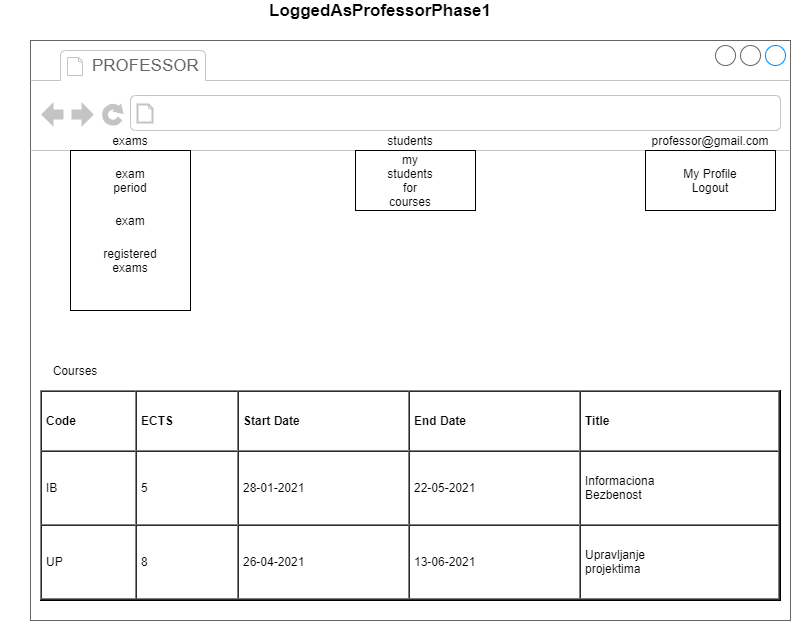 LoggedAsProfessorPhase1
PROFESSOR
exams
students
professor@gmail.com
exam
period
exam
registered
exams
my
students
for
courses
My Profile
Logout
Courses
Code ECTS Start Date End Date Title
IB 5 28-01-2021 22-05-2021 Informaciona
Bezbenost
UP 8 26-04-2021 13-06-2021 Upravljanje
projektima